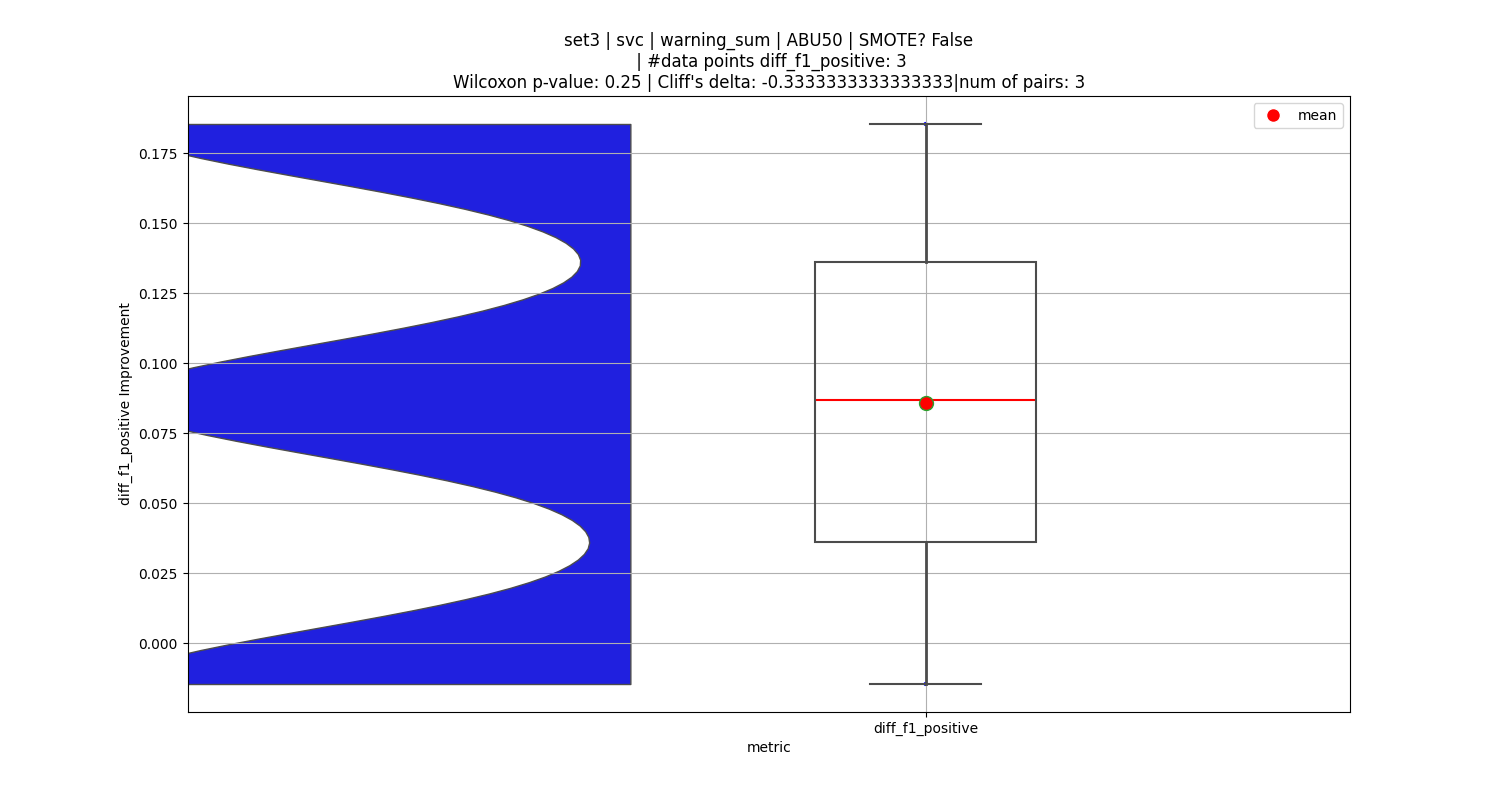 set3 | svc | warning_sum | ABU50 | SMOTE? False
| #data points diff_f1_positive: 3
Wilcoxon p-value: 0.25 | Cliff's delta: -0.3333333333333333|num of pairs: 3
mean
0.175
0.150
0.125
0.100
0.075
0.050
0.025
0.000
diff_f1_positive Improvement
diff_f1_positive
metric